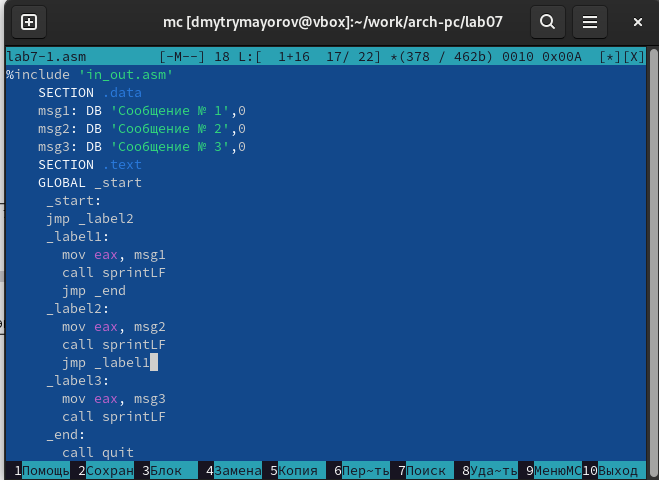 mc [dmytrymayorov@vbox]:~/work/arch-pc/lab07
lab7-1.asm [-M--] 18 L:[ 1+16 17/ 22] *(378 / 462b) 0010 0x00A [*][X]
%include 'in_out.asm'
SECTION .data
msg1: DB 'Сообщение № 1',0
msg2: DB 'Сообщение № 2',0
msg3: DB 'Сообщение № 3',0
SECTION .text
GLOBAL _start
_start:
jmp _label2
_label1:
mov eax, msg1
call sprintLF
jmp _end
_label2:
mov eax, msg2
call sprintLF
jmp _label1
_label3:
mov eax, msg3
call sprintLF
_end:
call quit
1Помощь 2Сохран 3Блок 4Замена 5Копия 6Пер~ть 7Поиск 8Уда~ть 9МенюМС 10Выход